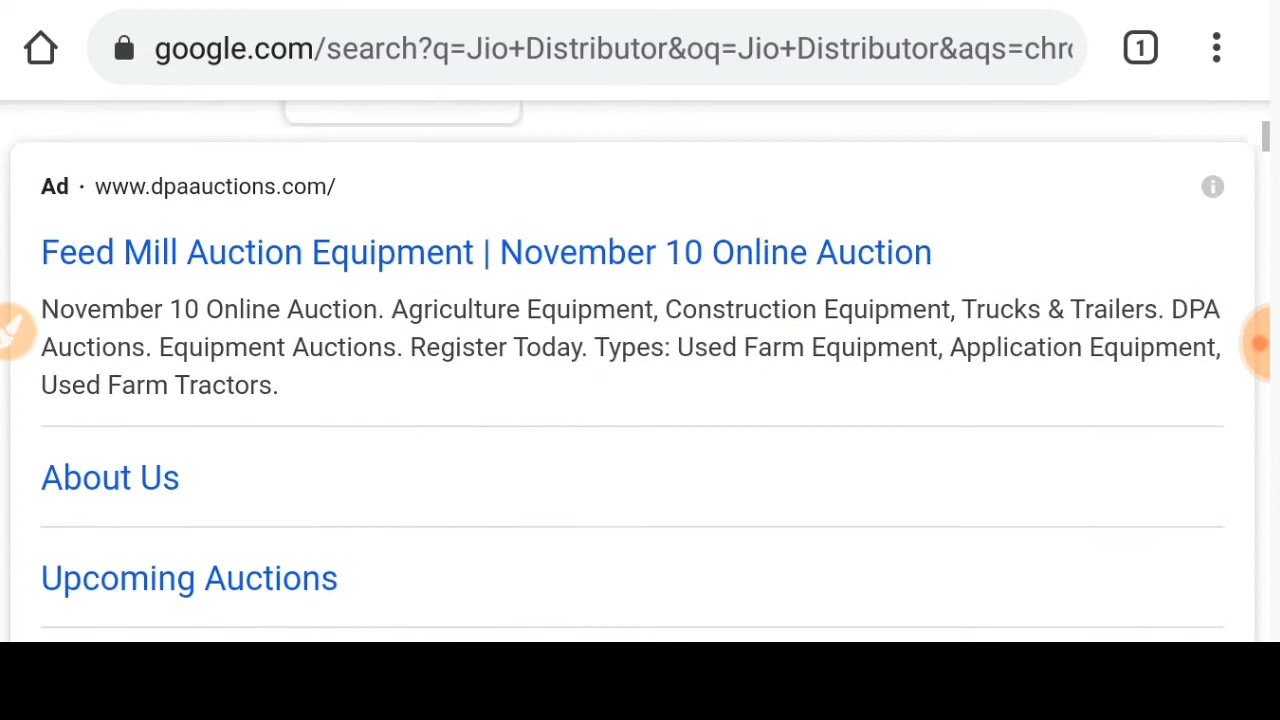 google.com/search?q=Jio+Distributor&oq=Jio+Distributor&aqs=chr
1
Ad · www.dpaauctions.com/
Feed Mill Auction Equipment | November 10 Online Auction
November 10 Online Auction. Agriculture Equipment, Construction Equipment, Trucks & Trailers. DPA
Auctions. Equipment Auctions. Register Today. Types: Used Farm Equipment, Application Equipment,
Used Farm Tractors.
About Us
Upcoming Auctions